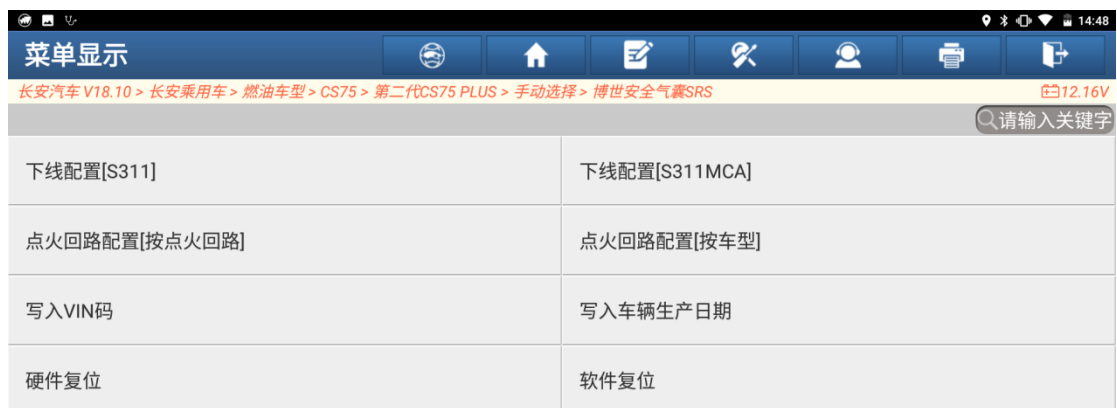 14:48
菜单显示
长安汽车 V18.10 > 长安乘用车 > 燃油车型 > CS75 > 第二代CS75 PLUS > 手动选择 > 博世安全气囊SRS 12.16V
请输入关键字
下线配置[S311] 下线配置[S311MCA]
点火回路配置[按点火回路] 点火回路配置[按车型]
写入VIN码 写入车辆生产日期
硬件复位 软件复位